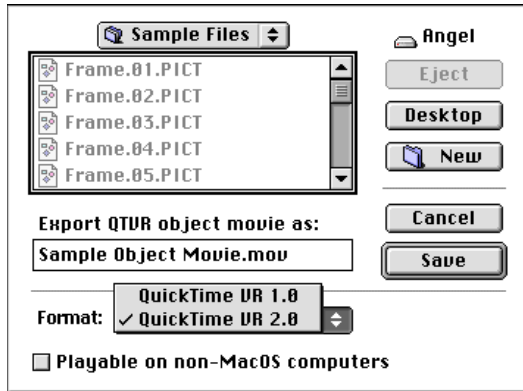 Sample Files
Angel
Frame.01.PICT
Frame.02.PICT
Frame.03.PICT
Frame.04.PICT
Frame.05.PICT
Eject
Desktop
New
Export QTVR object movie as:
Sample Object Movie.mov
Cancel
Save
Format:
QuickTime VR 1.0
✓ QuickTime VR 2.0
Playable on non-MacOS computers